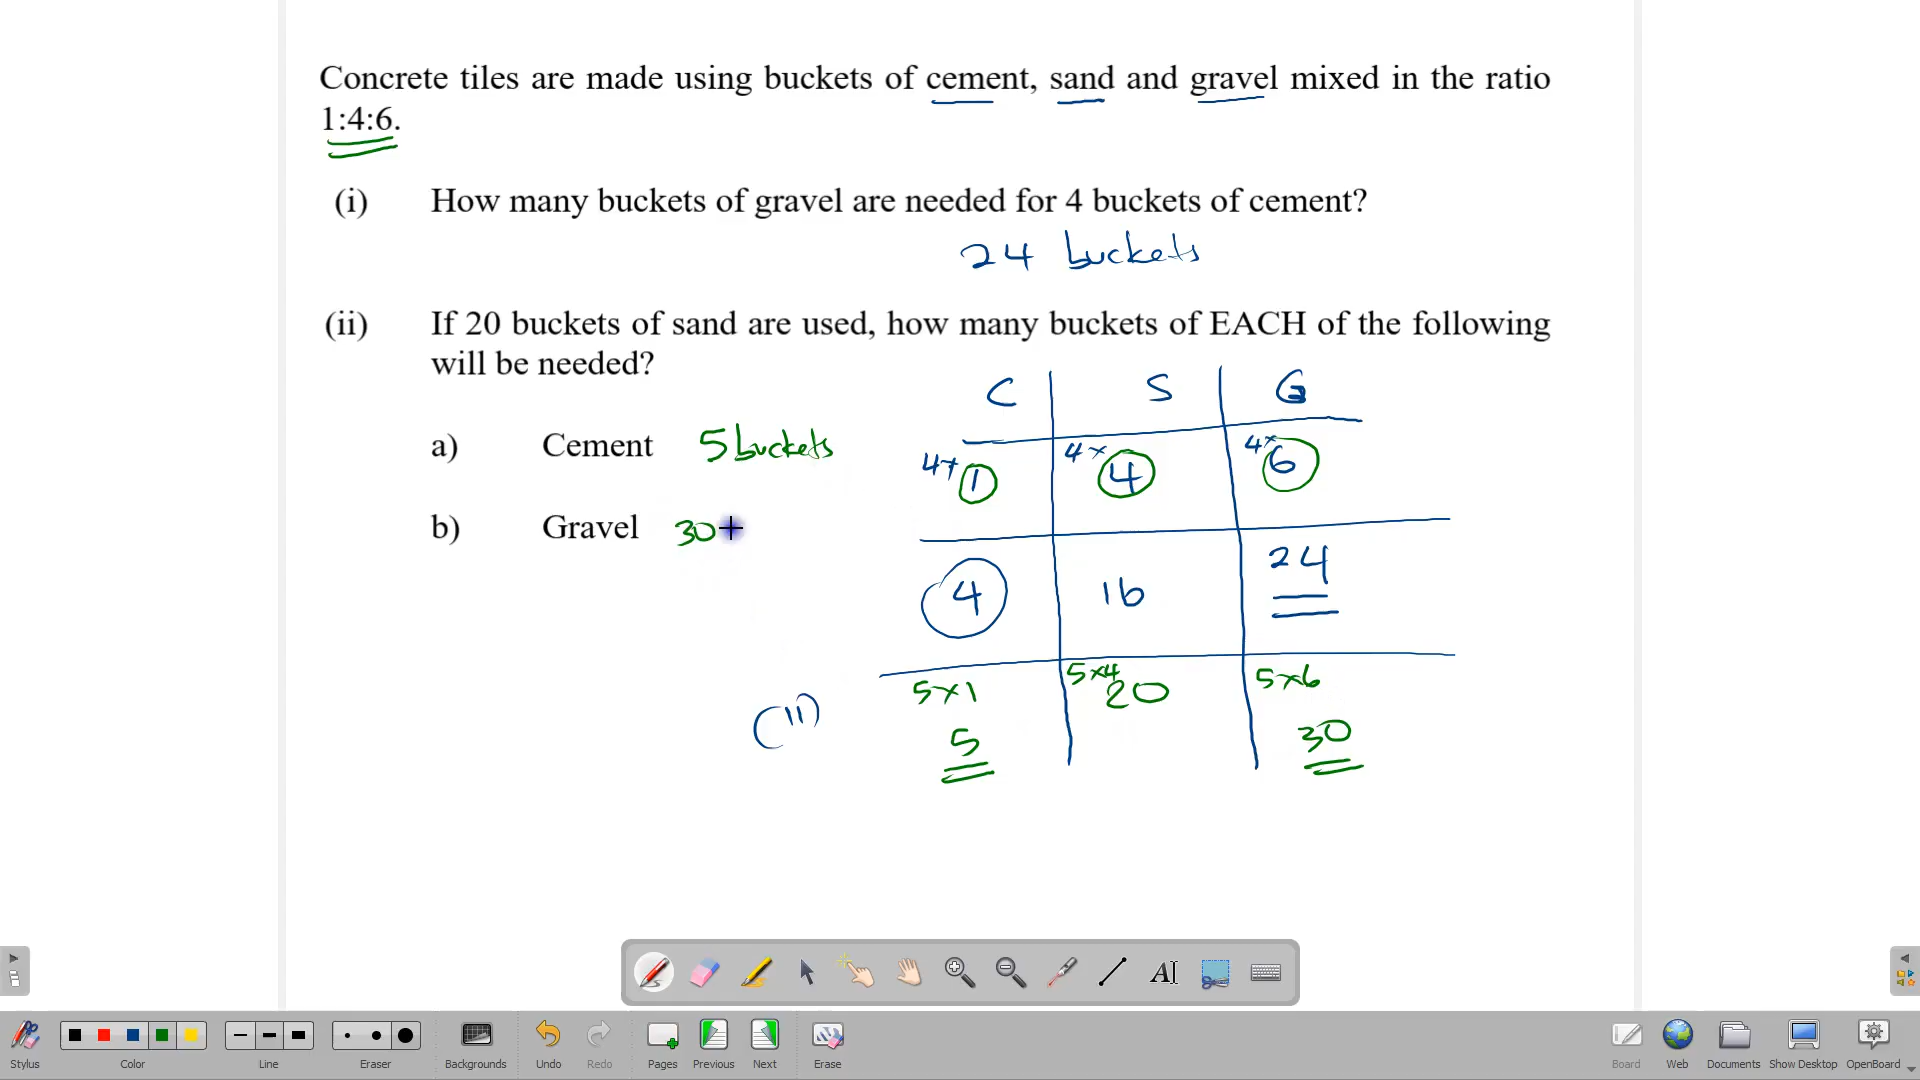 Concrete tiles are made using buckets of cement, sand and gravel mixed in the ratio
1:4:6.
(i) How many buckets of gravel are needed for 4 buckets of cement?
24 buckets
(ii) If 20 buckets of sand are used, how many buckets of EACH of the following
will be needed?
a) Cement 5 buckets
b) Gravel 30
C S G
4× 1 4× 4 4× 6
4 16 24
(ii) 5×1 5×4 20 5×6
5 30
Stylus Color Line Eraser Backgrounds Undo Redo Pages Previous Next Erase Board Web Documents Show Desktop OpenBoard